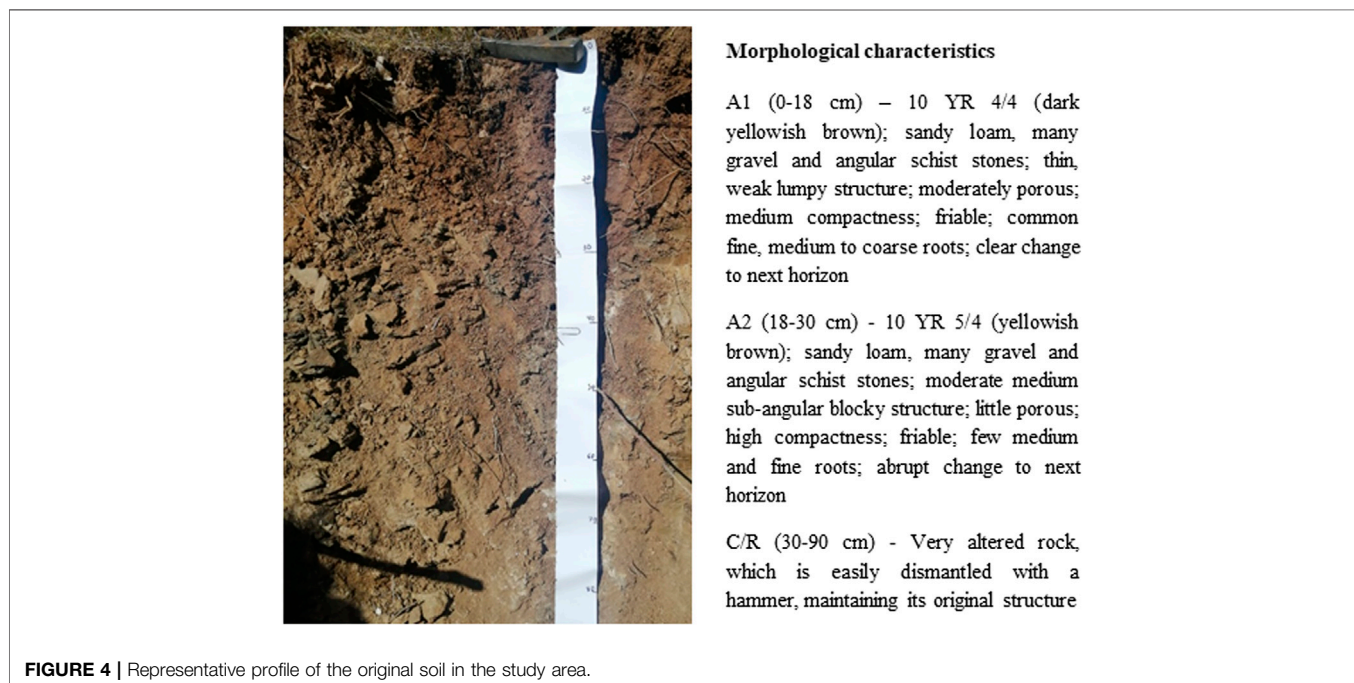 Morphological characteristics
A1 (0-18 cm) – 10 YR 4/4 (dark
yellowish brown); sandy loam, many
gravel and angular schist stones; thin,
weak lumpy structure; moderately porous;
medium compactness; friable; common
fine, medium to coarse roots; clear change
to next horizon
A2 (18-30 cm) - 10 YR 5/4 (yellowish
brown); sandy loam, many gravel and
angular schist stones; moderate medium
sub-angular blocky structure; little porous;
high compactness; friable; few medium
and fine roots; abrupt change to next
horizon
C/R (30-90 cm) - Very altered rock,
which is easily dismantled with a
hammer, maintaining its original structure
FIGURE 4 | Representative profile of the original soil in the study area.